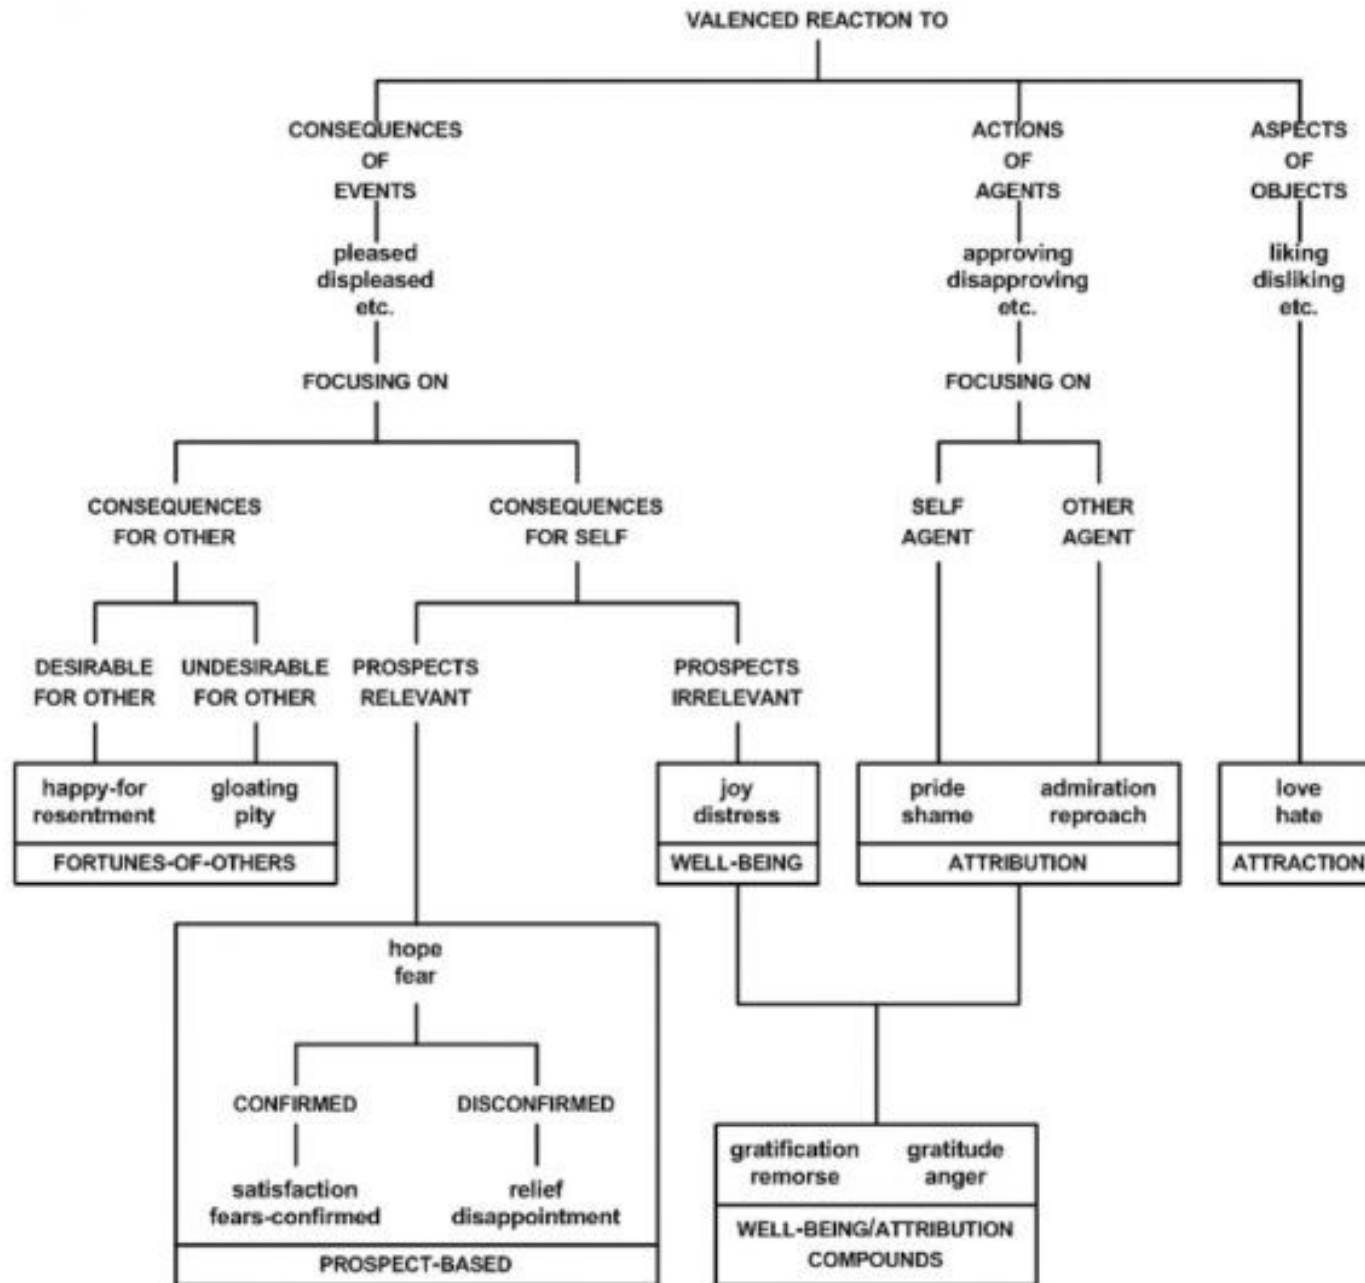 VALENCED REACTION TO
CONSEQUENCES
OF
EVENTS
ACTIONS
OF
AGENTS
ASPECTS
OF
OBJECTS
pleased
displeased
etc.
approving
disapproving
etc.
liking
disliking
etc.
FOCUSING ON
FOCUSING ON
CONSEQUENCES
FOR OTHER
CONSEQUENCES
FOR SELF
SELF
AGENT
OTHER
AGENT
DESIRABLE
FOR OTHER
UNDESIRABLE
FOR OTHER
PROSPECTS
RELEVANT
PROSPECTS
IRRELEVANT
happy-for
resentment
gloating
pity
FORTUNES-OF-OTHERS
joy
distress
WELL-BEING
pride
shame
admiration
reproach
ATTRIBUTION
love
hate
ATTRACTION
hope
fear
CONFIRMED
DISCONFIRMED
satisfaction
fears-confirmed
relief
disappointment
PROSPECT-BASED
gratification
remorse
gratitude
anger
WELL-BEING/ATTRIBUTION
COMPOUNDS